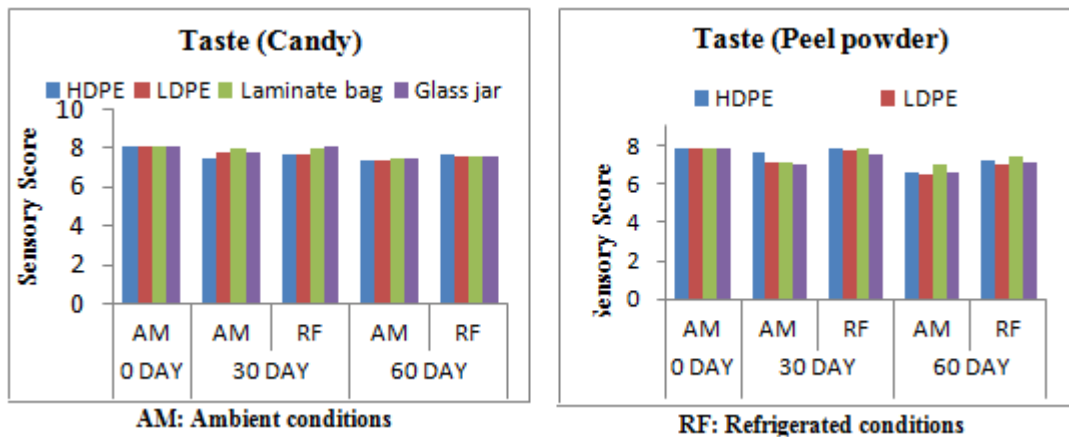 Taste (Candy)
HDPE LDPE Laminate bag Glass jar
Sensory Score
10
8
6
4
2
0
AM AM RF AM RF
0 DAY 30 DAY 60 DAY
AM: Ambient conditions
Taste (Peel powder)
HDPE LDPE
Sensory Score
8
6
4
2
0
AM AM RF AM RF
0 DAY 30 DAY 60 DAY
RF: Refrigerated conditions